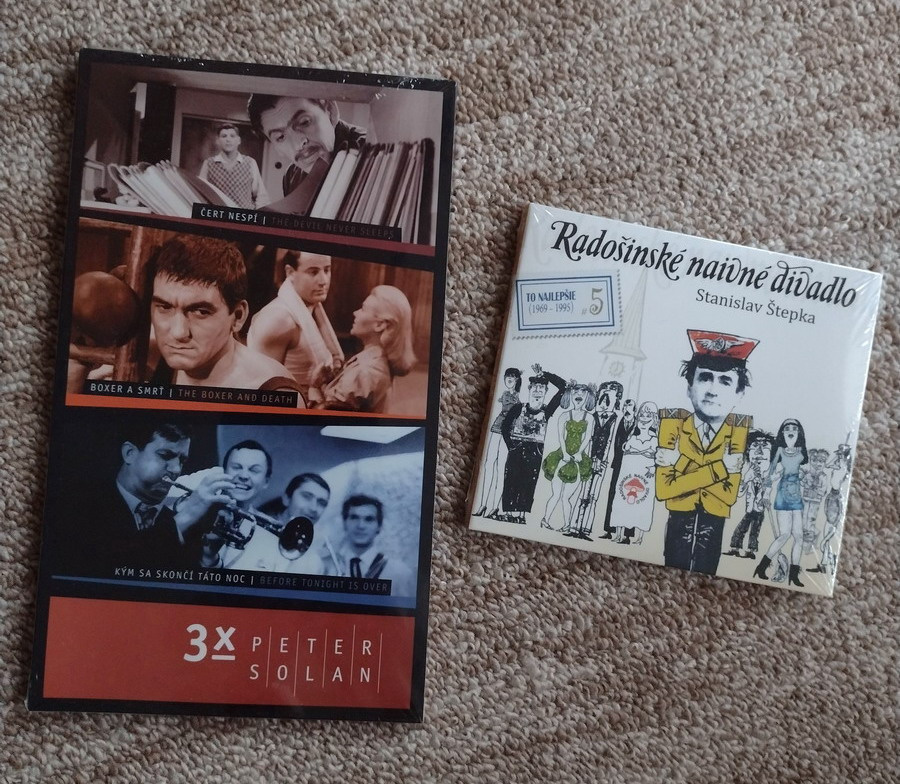 ČERT NESPÍ | THE DEVIL NEVER SLEEPS
BOXER A SMRŤ | THE BOXER AND DEATH
KÝM SA SKONČÍ TÁTO NOC | BEFORE TONIGHT IS OVER
3x PETER
SOLAN
Radošinské naivné divadlo
Stanislav Štepka
TO NAJLEPŠIE
(1969 – 1995)
# 5